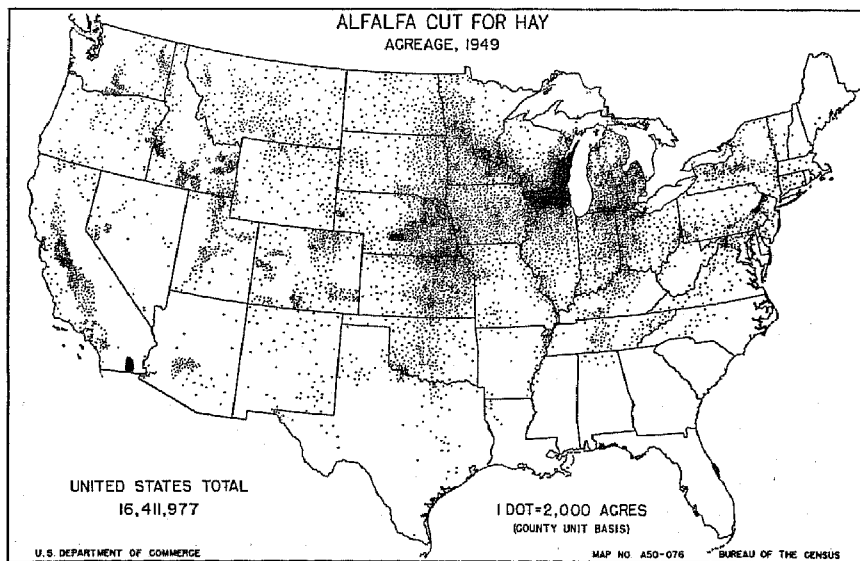 ALFALFA CUT FOR HAY
ACREAGE, 1949
UNITED STATES TOTAL
16,411,977
1 DOT=2,000 ACRES
(COUNTY UNIT BASIS)
U.S. DEPARTMENT OF COMMERCE
MAP NO. A50-076
BUREAU OF THE CENSUS